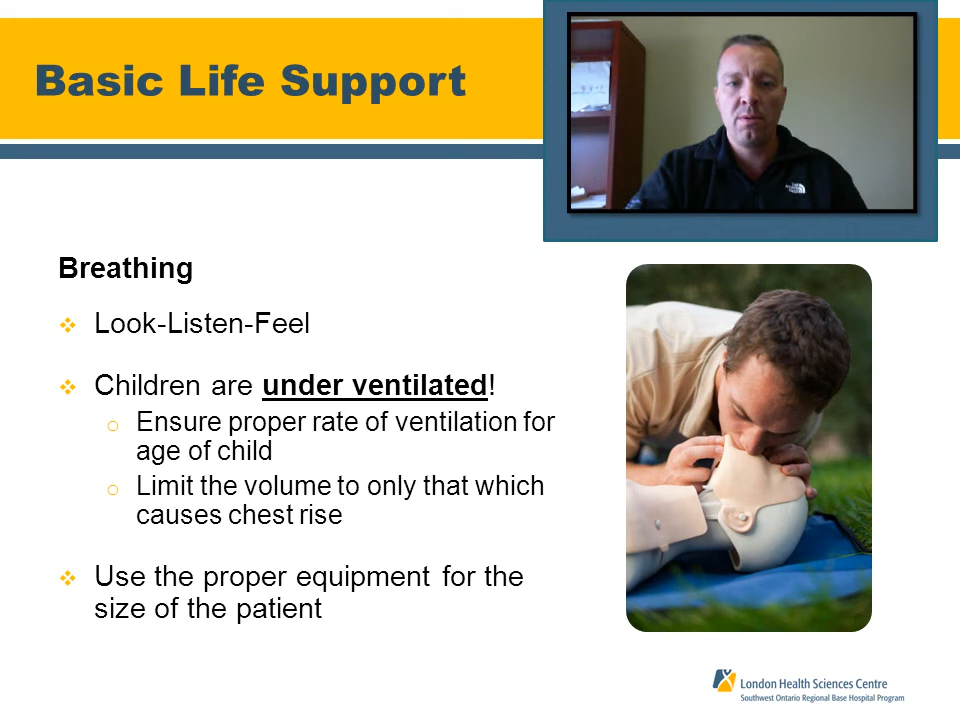 Basic Life Support
Breathing
Look-Listen-Feel
Children are under ventilated!
Ensure proper rate of ventilation for
age of child
Limit the volume to only that which
causes chest rise
Use the proper equipment for the
size of the patient
London Health Sciences Centre
Southwest Ontario Regional Base Hospital Program